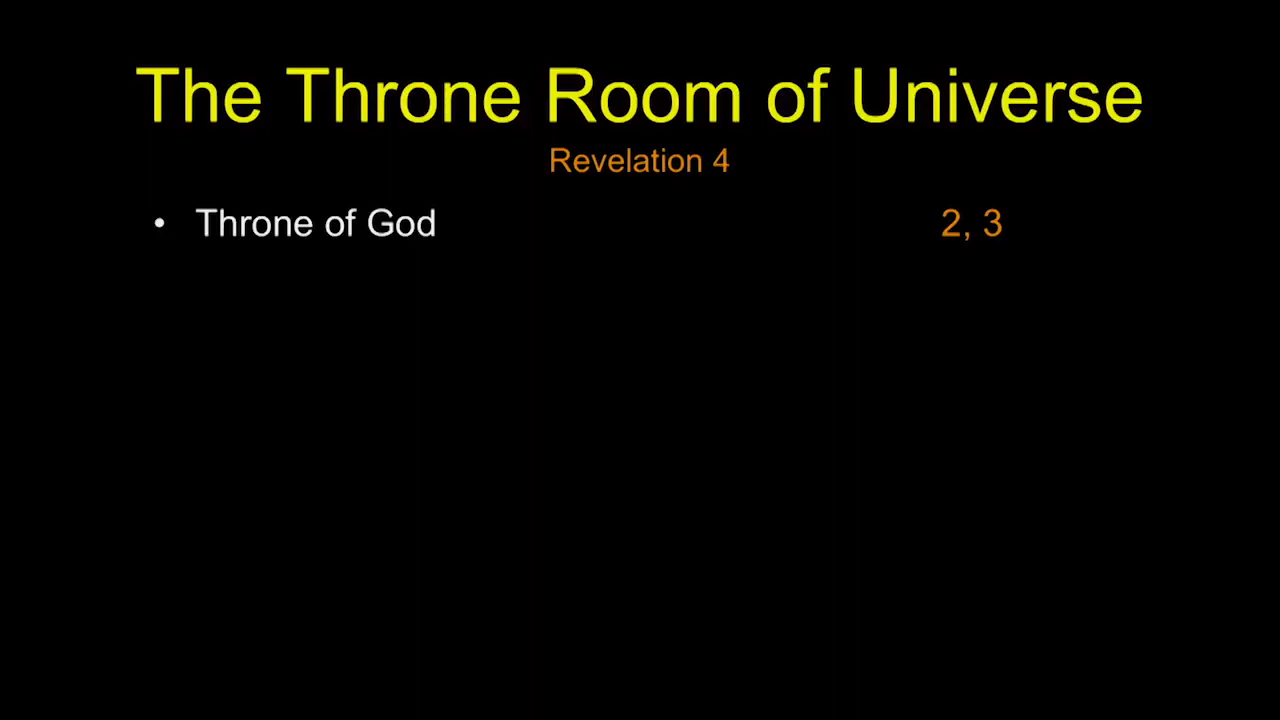 The Throne Room of Universe
Revelation 4
• Throne of God 2, 3